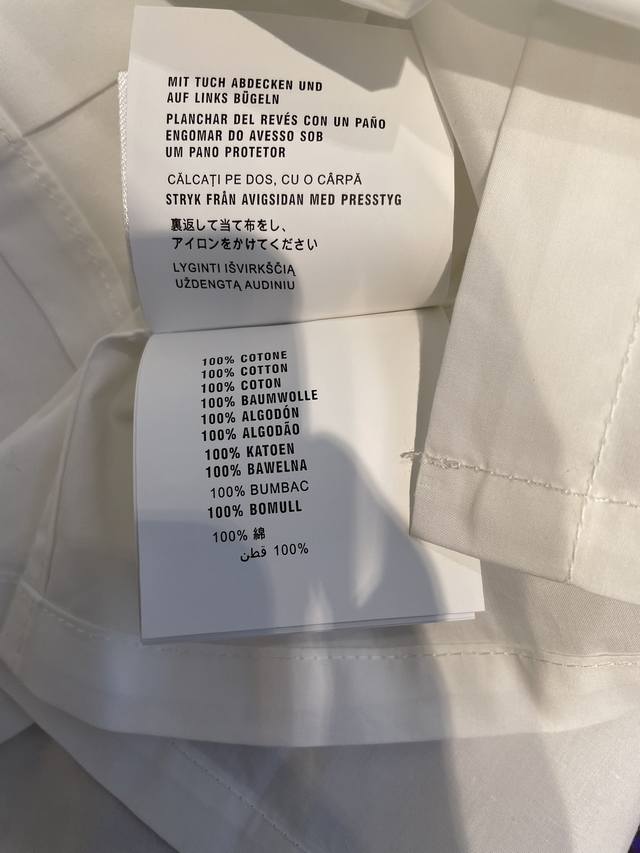 MIT TUCH ABDECKEN UND
AUF LINKS BÜGELN
PLANCHAR DEL REVÉS CON UN PAÑO
ENGOMAR DO AVESSO SOB
UM PANO PROTETOR
CĂLCAȚI PE DOS, CU O CÂRPĂ
STRYK FRÅN AVIGSIDAN MED PRESSTYG
裏返して当て布をし、
アイロンをかけてください
LYGINTI IŠVIRKŠČIĄ
UŽDENGTĄ AUDINIU
100% COTONE
100% COTTON
100% COTON
100% BAUMWOLLE
100% ALGODÓN
100% ALGODÃO
100% KATOEN
100% BAWELNA
100% BUMBAC
100% BOMULL
100% 綿
100% قطن